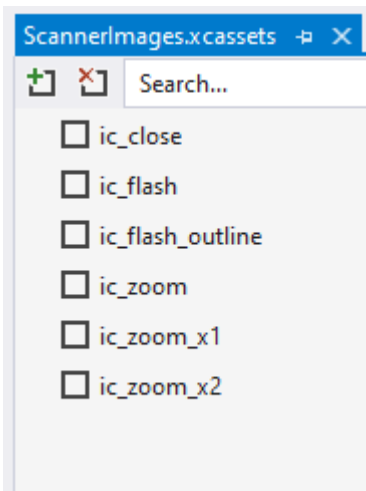 ScannerImages.xcassets
Search...
ic_close
ic_flash
ic_flash_outline
ic_zoom
ic_zoom_x1
ic_zoom_x2